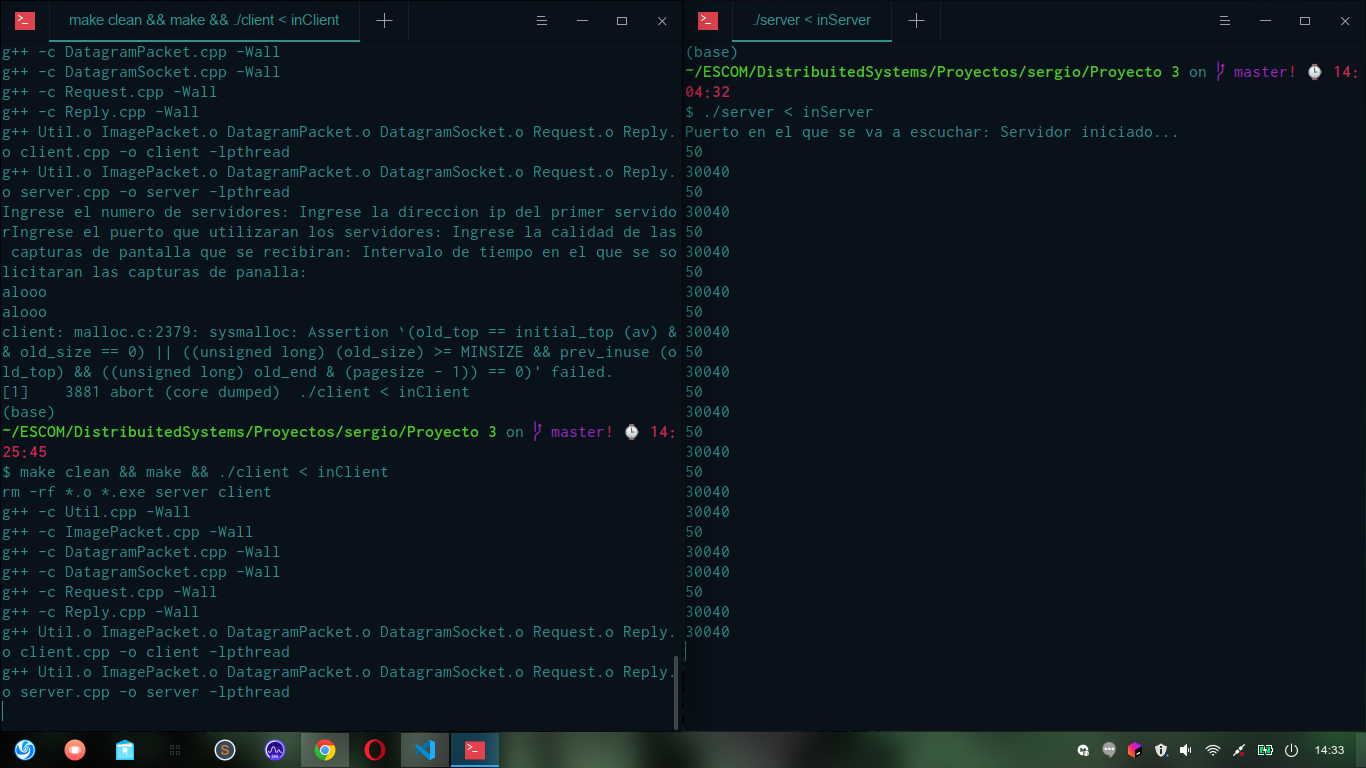 make clean && make && ./client < inClient
g++ -c DatagramPacket.cpp -Wall
g++ -c DatagramSocket.cpp -Wall
g++ -c Request.cpp -Wall
g++ -c Reply.cpp -Wall
g++ Util.o ImagePacket.o DatagramPacket.o DatagramSocket.o Request.o Reply.
o client.cpp -o client -lpthread
g++ Util.o ImagePacket.o DatagramPacket.o DatagramSocket.o Request.o Reply.
o server.cpp -o server -lpthread
Ingrese el numero de servidores: Ingrese la direccion ip del primer servido
rIngrese el puerto que utilizaran los servidores: Ingrese la calidad de las
 capturas de pantalla que se recibiran: Intervalo de tiempo en el que se so
licitaran las capturas de panalla:
alooo
alooo
client: malloc.c:2379: sysmalloc: Assertion `(old_top == initial_top (av) &
& old_size == 0) || ((unsigned long) (old_size) >= MINSIZE && prev_inuse (o
ld_top) && ((unsigned long) old_end & (pagesize - 1)) == 0)' failed.
[1]    3881 abort (core dumped)  ./client < inClient
(base)
~/ESCOM/DistribuitedSystems/Proyectos/sergio/Proyecto 3 on master! ⌚ 14:
25:45
$ make clean && make && ./client < inClient
rm -rf *.o *.exe server client
g++ -c Util.cpp -Wall
g++ -c ImagePacket.cpp -Wall
g++ -c DatagramPacket.cpp -Wall
g++ -c DatagramSocket.cpp -Wall
g++ -c Request.cpp -Wall
g++ -c Reply.cpp -Wall
g++ Util.o ImagePacket.o DatagramPacket.o DatagramSocket.o Request.o Reply.
o client.cpp -o client -lpthread
g++ Util.o ImagePacket.o DatagramPacket.o DatagramSocket.o Request.o Reply.
o server.cpp -o server -lpthread
./server < inServer
(base)
~/ESCOM/DistribuitedSystems/Proyectos/sergio/Proyecto 3 on master! ⌚ 14:
04:32
$ ./server < inServer
Puerto en el que se va a escuchar: Servidor iniciado...
50
30040
50
30040
50
30040
50
30040
50
30040
50
30040
50
30040
50
30040
50
30040
30040
50
30040
30040
50
30040
30040
14:33